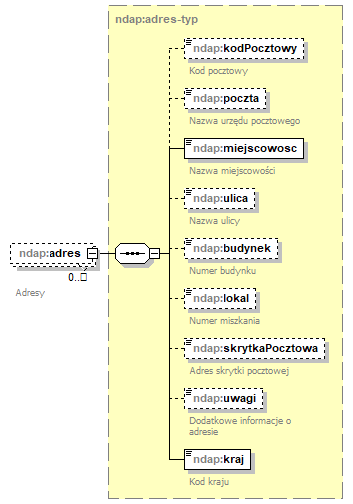 ndap:adres-typ
ndap:kodPocztowy
Kod pocztowy
ndap:poczta
Nazwa urzędu pocztowego
ndap:miejscowosc
Nazwa miejscowości
ndap:ulica
Nazwa ulicy
ndap:budynek
Numer budynku
ndap:adres
0..□
Adresy
ndap:lokal
Numer miszkania
ndap:skrytkaPocztowa
Adres skrytki pocztowej
ndap:uwagi
Dodatkowe informacje o
adresie
ndap:kraj
Kod kraju